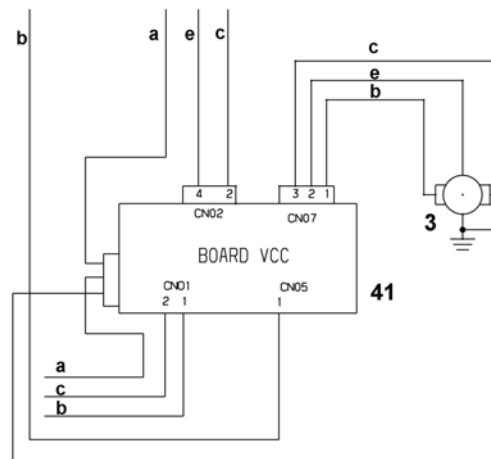 b a e c c
e
b
4 2 3 2 1
CN02 CN07
3
BOARD VCC
CN01 CN05
2 1 1
41
a
c
b